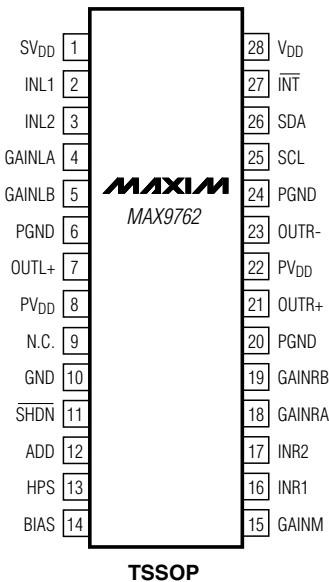 SVDD 1
INL1 2
INL2 3
GAINLA 4
GAINLB 5
PGND 6
OUTL+ 7
PVDD 8
N.C. 9
GND 10
SHDN 11
ADD 12
HPS 13
BIAS 14
MAXIM
MAX9762
28 VDD
27 INT
26 SDA
25 SCL
24 PGND
23 OUTR-
22 PVDD
21 OUTR+
20 PGND
19 GAINRB
18 GAINRA
17 INR2
16 INR1
15 GAINM
TSSOP